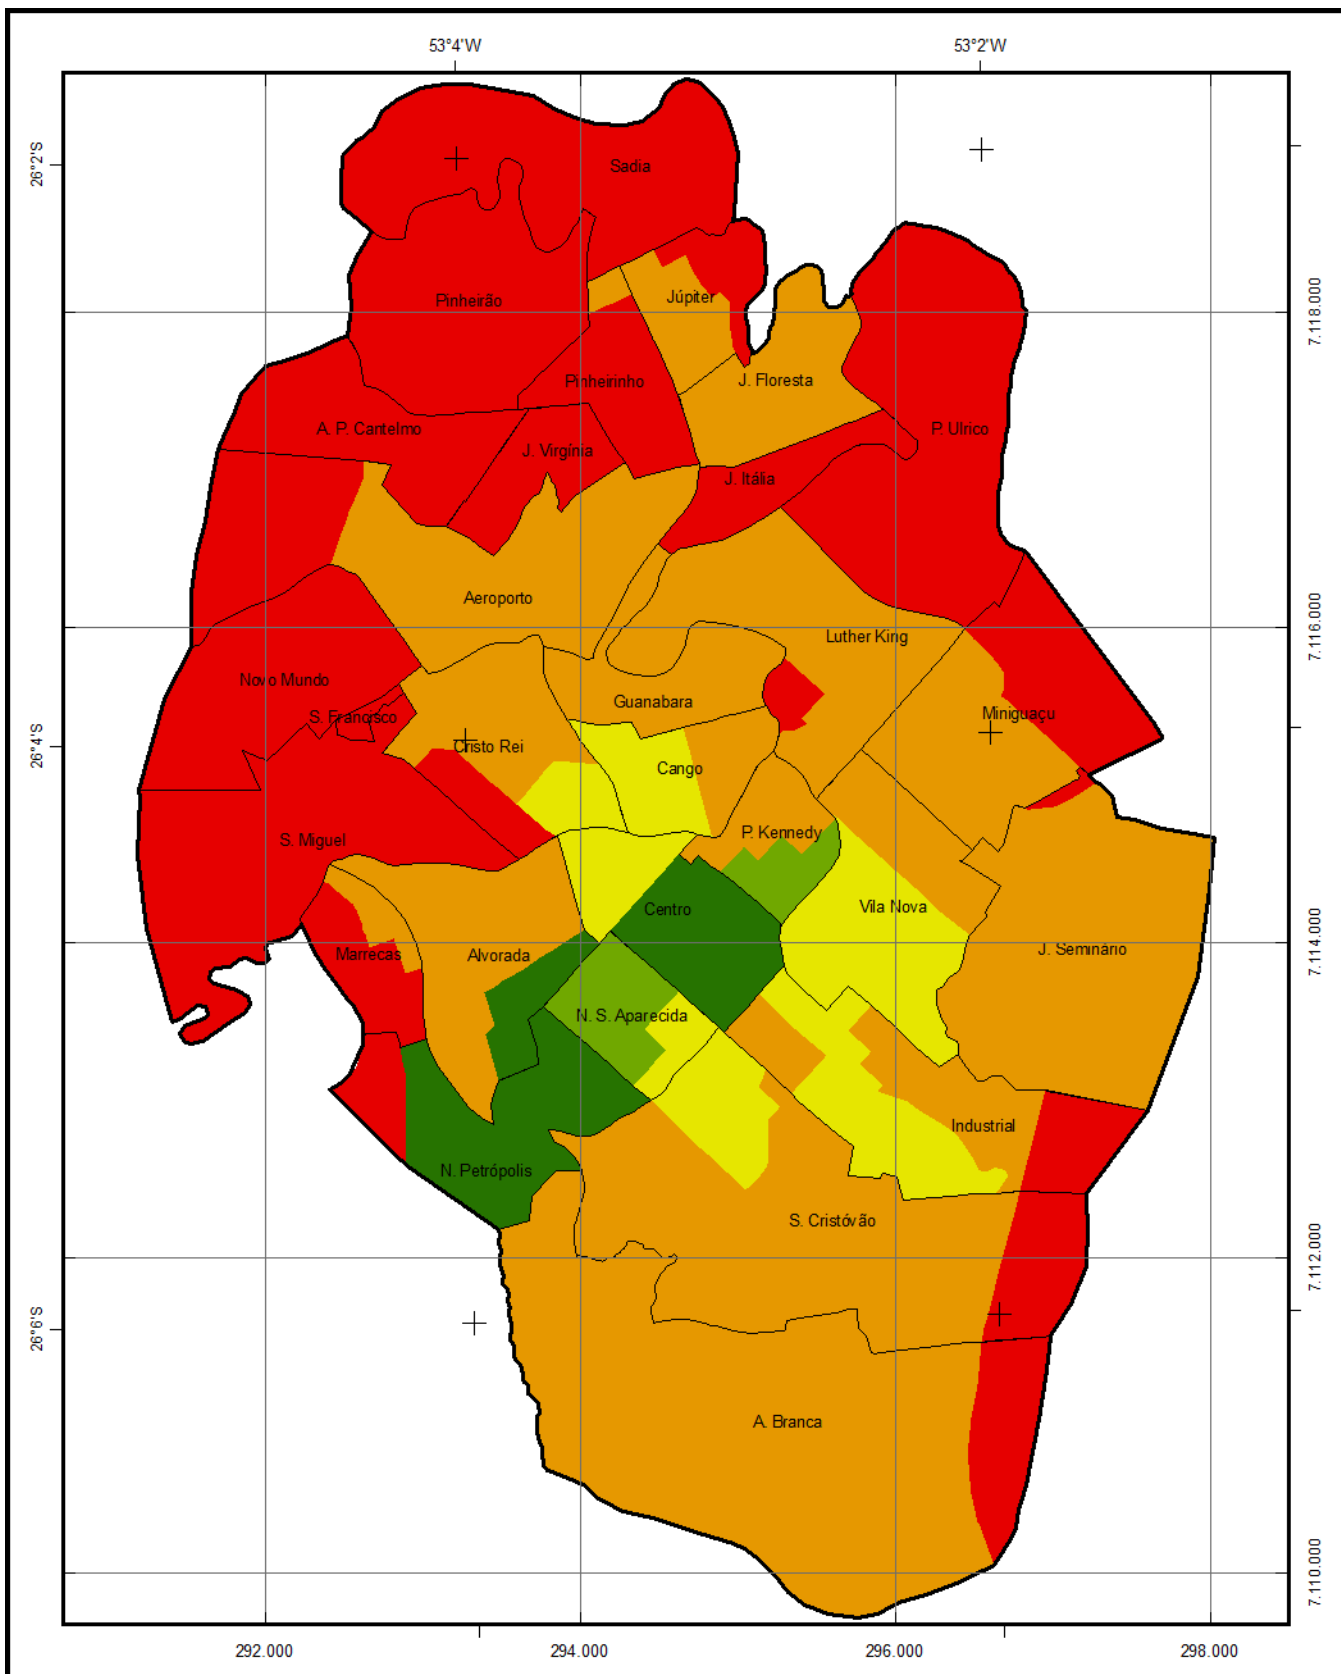 53°4'W
53°2'W
26°2'S
Sadia
Pinheirão
Júpiter
7.118.000
Pinheirinho
J. Floresta
A. P. Cantelmo
P. Ulrico
J. Virgínia
J. Itália
Aeroporto
Luther King
7.116.000
Novo Mundo
Guanabara
S. Francisco
Miniguaçu
26°4'S
Cristo Rei
Cango
P. Kennedy
S. Miguel
Centro
Vila Nova
7.114.000
Marrecas
Alvorada
J. Seminário
N. S. Aparecida
Industrial
N. Petrópolis
S. Cristóvão
7.112.000
26°6'S
A. Branca
7.110.000
292.000
294.000
296.000
298.000